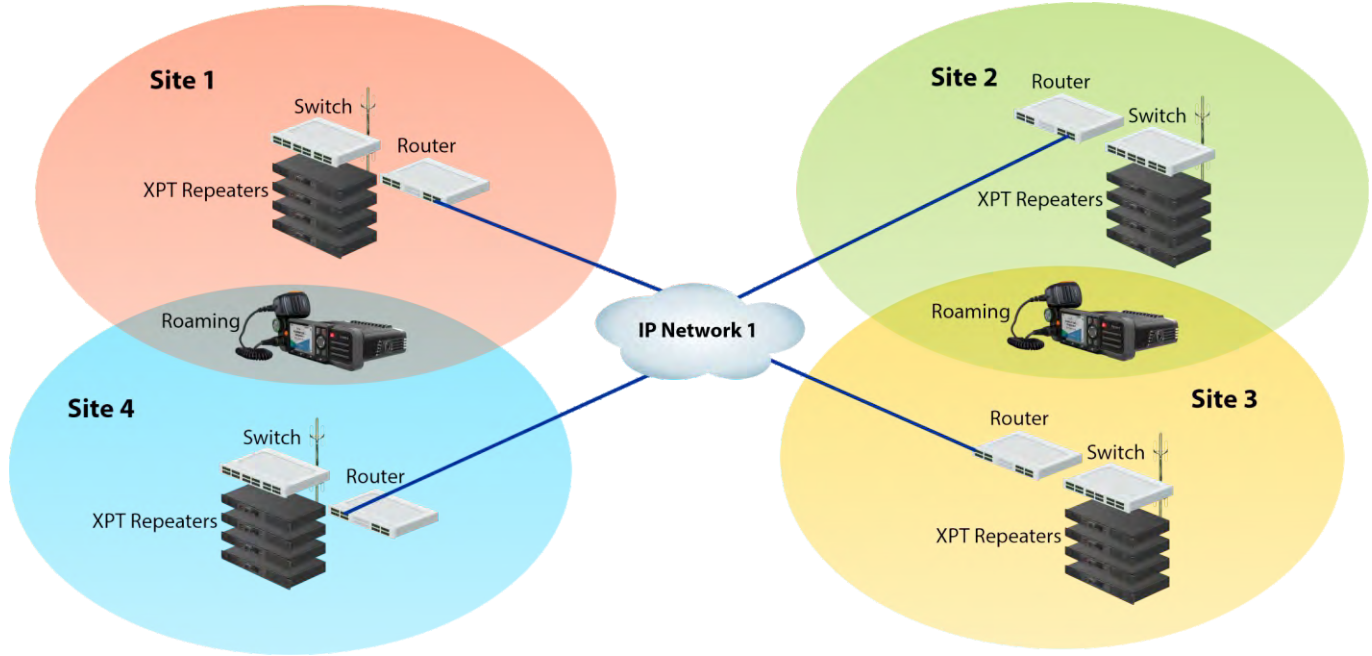 Site 1
Switch
Router
XPT Repeaters
Site 2
Router
Switch
XPT Repeaters
Roaming
IP Network 1
Roaming
Site 4
Switch
Router
XPT Repeaters
Site 3
Router
Switch
XPT Repeaters